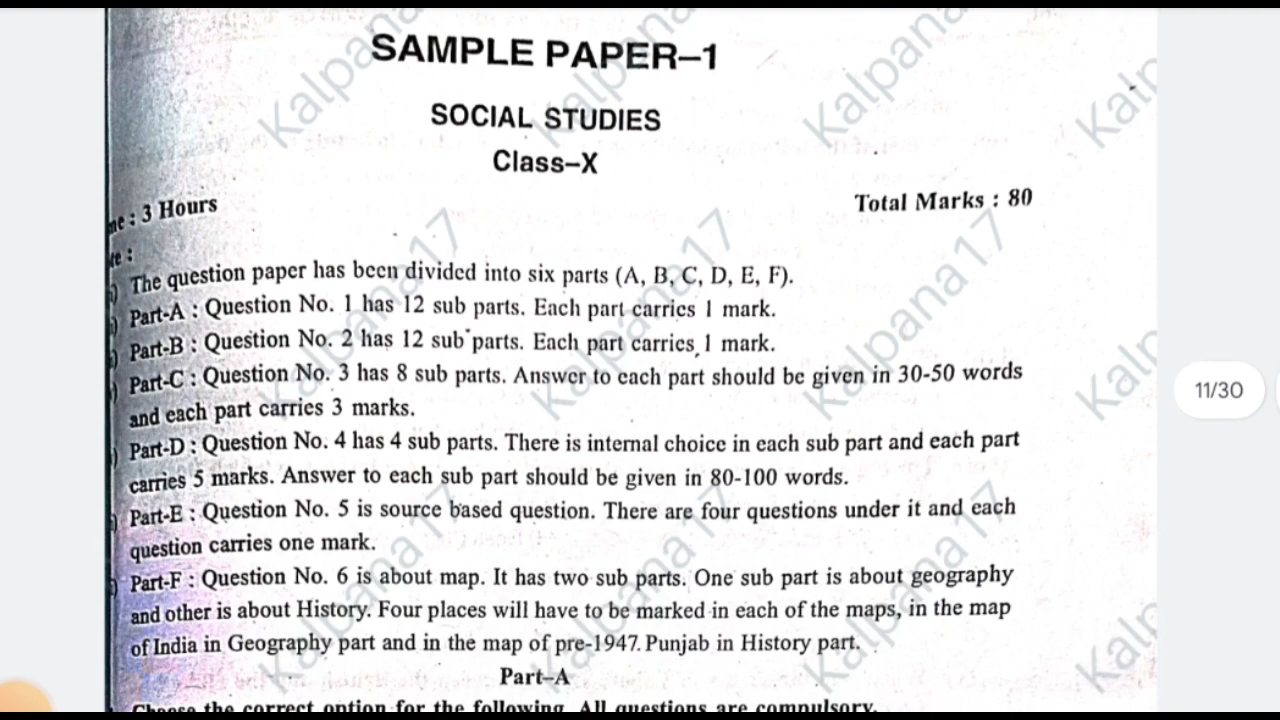 SAMPLE PAPER–1
SOCIAL STUDIES
Class–X
: 3 Hours
Total Marks : 80
The question paper has been divided into six parts (A, B, C, D, E, F).
Part-A : Question No. 1 has 12 sub parts. Each part carries 1 mark.
Part-B : Question No. 2 has 12 sub parts. Each part carries 1 mark.
Part-C : Question No. 3 has 8 sub parts. Answer to each part should be given in 30-50 words
and each part carries 3 marks.
Part-D : Question No. 4 has 4 sub parts. There is internal choice in each sub part and each part
carries 5 marks. Answer to each sub part should be given in 80-100 words.
Part-E : Question No. 5 is source based question. There are four questions under it and each
question carries one mark.
Part-F : Question No. 6 is about map. It has two sub parts. One sub part is about geography
and other is about History. Four places will have to be marked in each of the maps, in the map
of India in Geography part and in the map of pre-1947. Punjab in History part.
Part–A
Choose the correct option for the following. All questions are compulsory.
11/30
Kalpana17